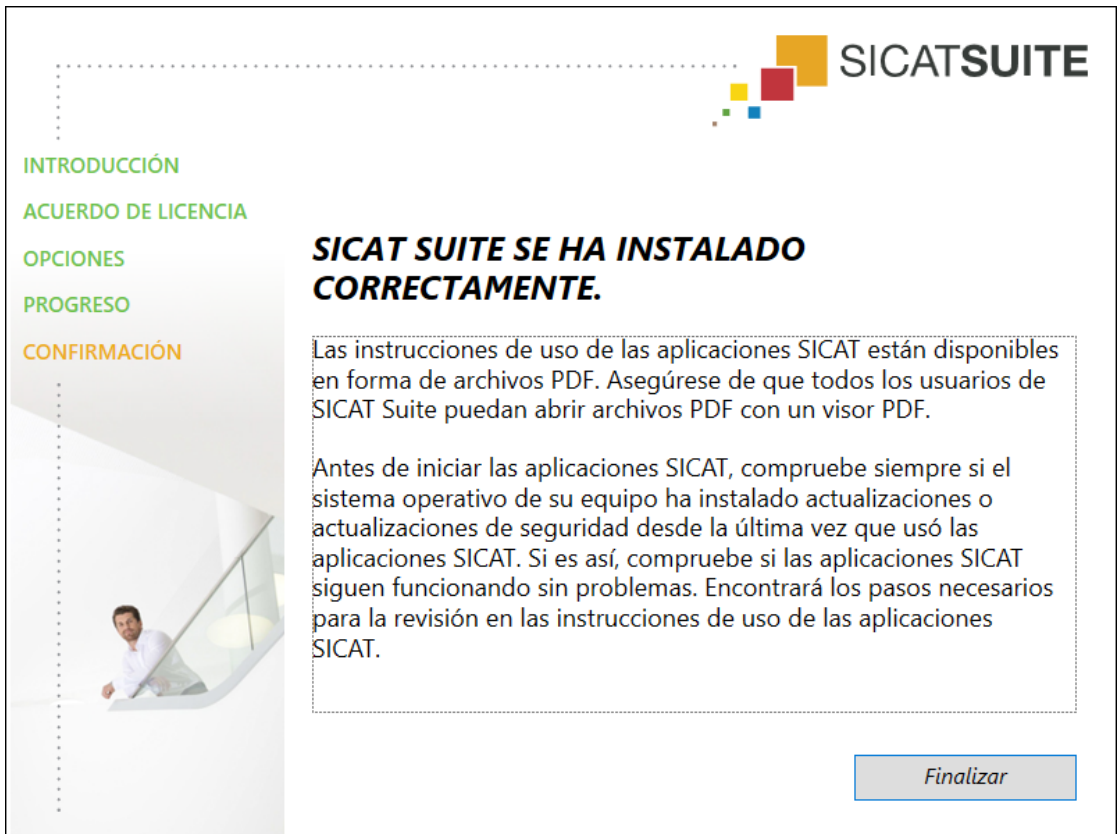 SICATSUITE
INTRODUCCIÓN
ACUERDO DE LICENCIA
OPCIONES
PROGRESO
CONFIRMACIÓN
SICAT SUITE SE HA INSTALADO
CORRECTAMENTE.
Las instrucciones de uso de las aplicaciones SICAT están disponibles
en forma de archivos PDF. Asegúrese de que todos los usuarios de
SICAT Suite puedan abrir archivos PDF con un visor PDF.
Antes de iniciar las aplicaciones SICAT, compruebe siempre si el
sistema operativo de su equipo ha instalado actualizaciones o
actualizaciones de seguridad desde la última vez que usó las
aplicaciones SICAT. Si es así, compruebe si las aplicaciones SICAT
siguen funcionando sin problemas. Encontrará los pasos necesarios
para la revisión en las instrucciones de uso de las aplicaciones
SICAT.
Finalizar